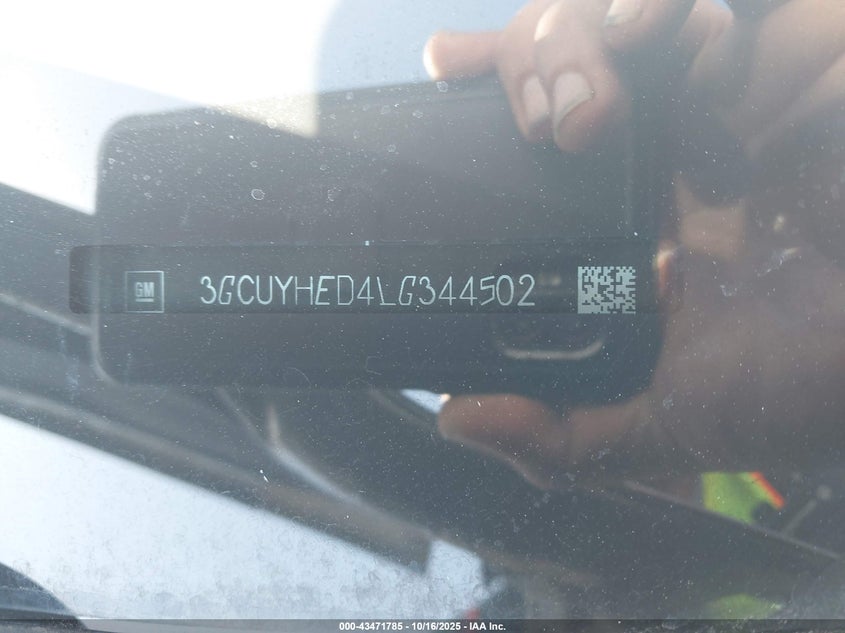 GM 3GCUYHED4LG344502
000-43471785 - 10/16/2025 - IAA Inc.